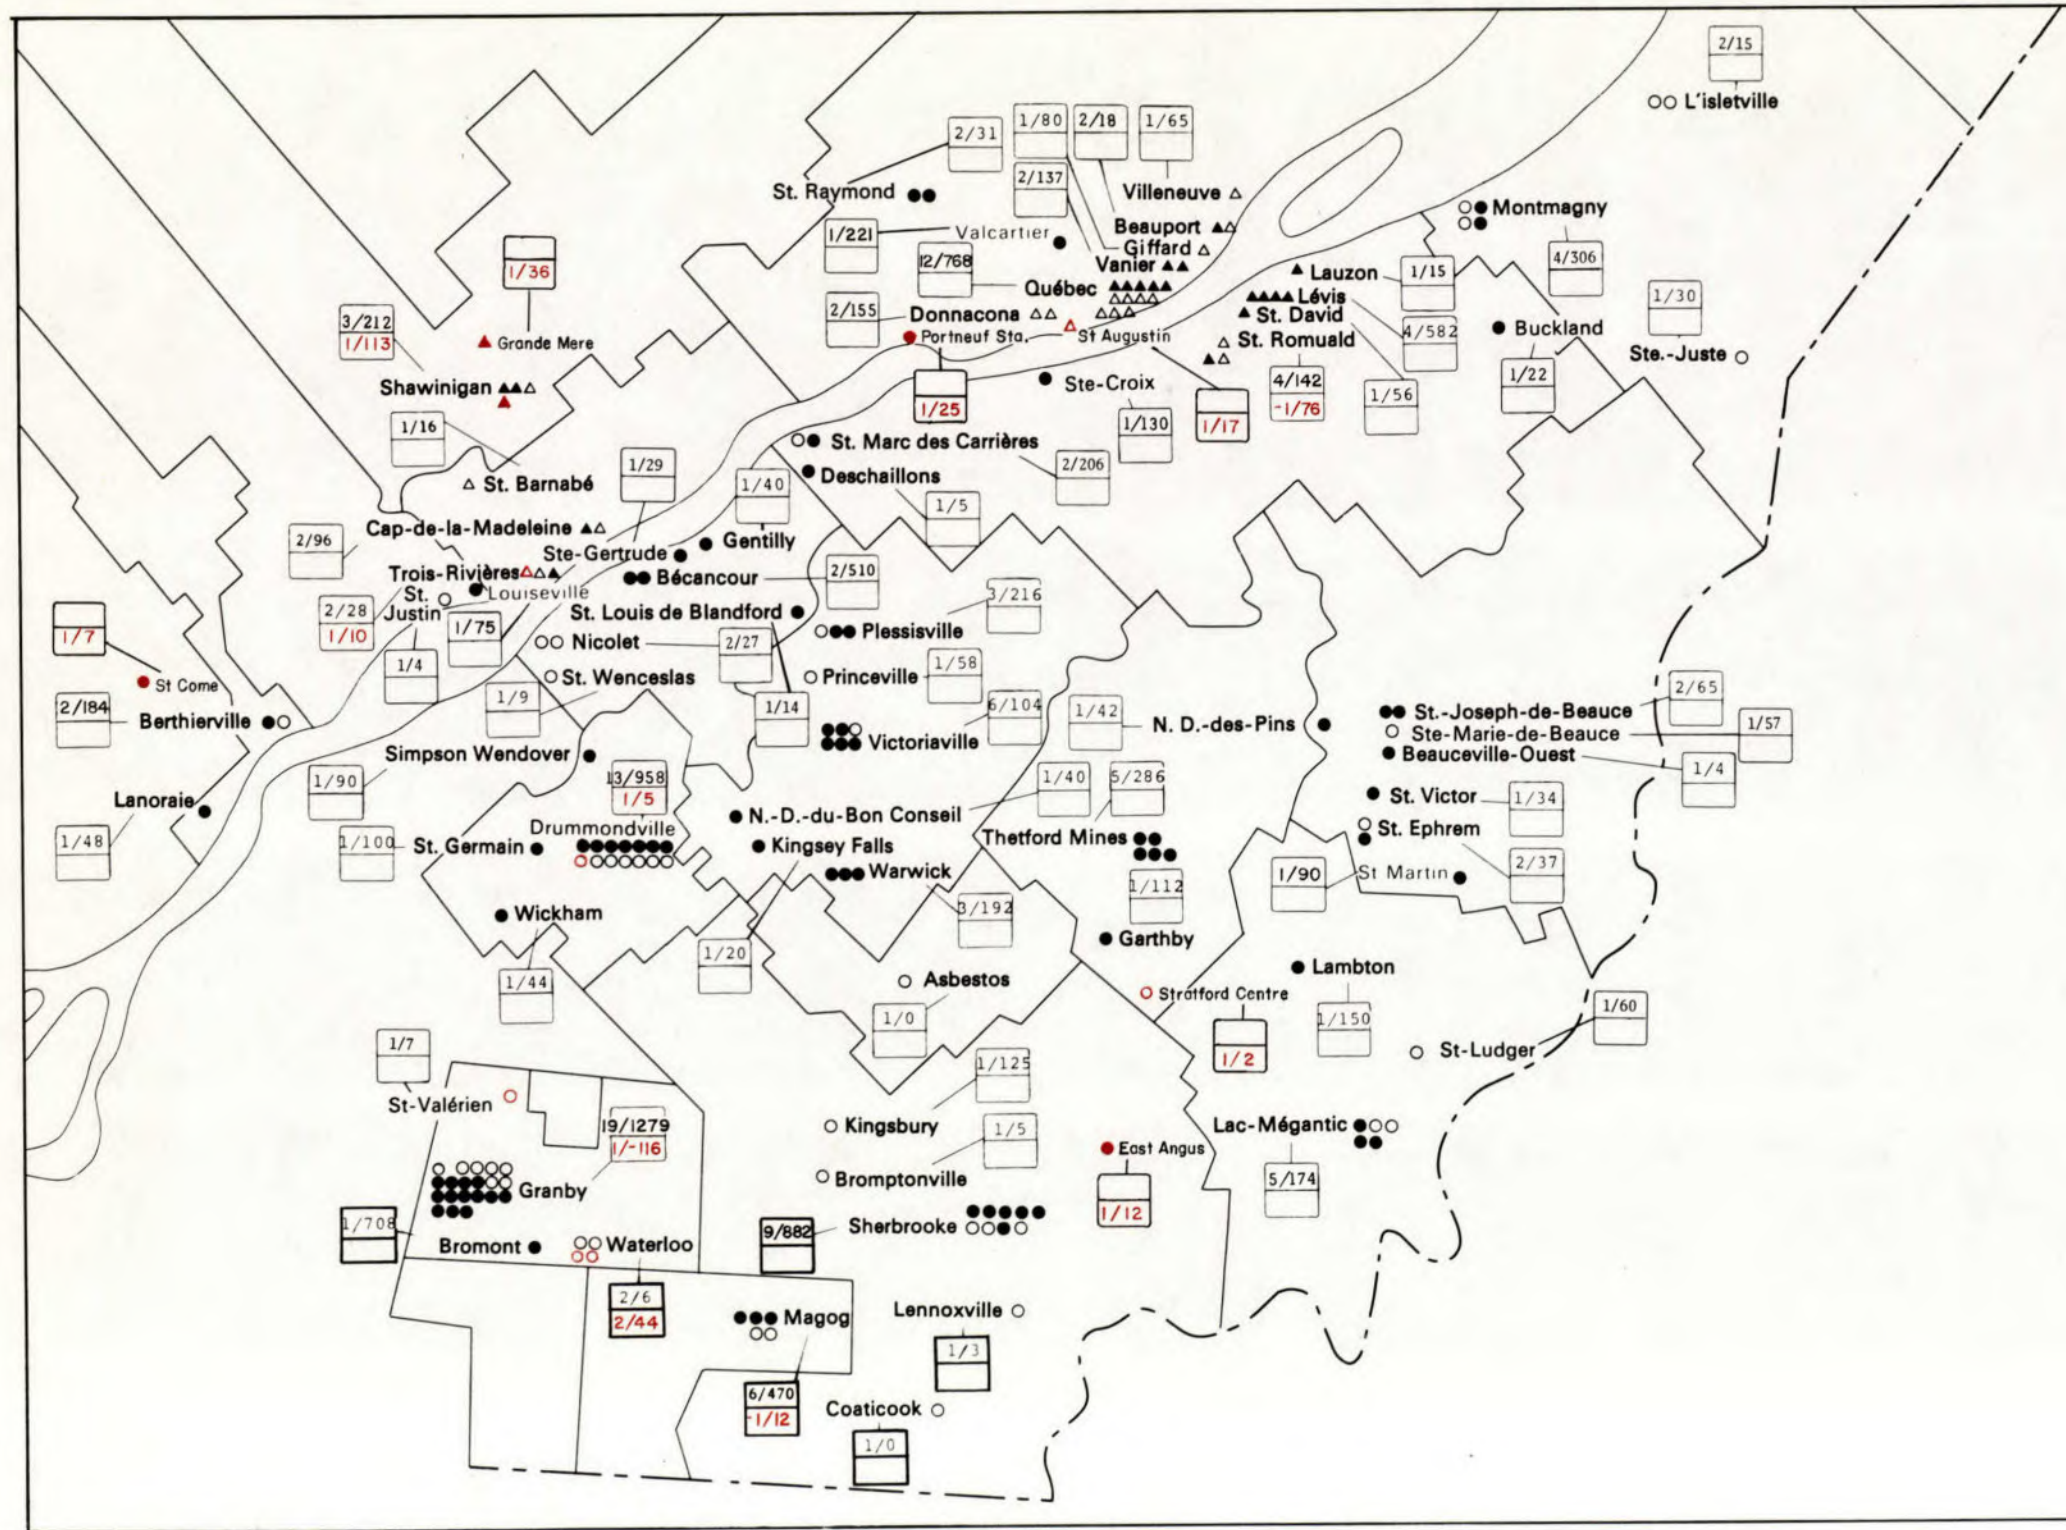 2/15
L'isletville
2/31
1/80
2/18
1/65
2/137
St. Raymond
Villeneuve
Montmagny
1/221
Valcartier
Beauport
Giffard
Vanier
4/306
1/36
12/768
Québec
Lauzon
1/15
1/30
2/155
Donnacona
Lévis
St. David
4/582
Buckland
3/212
1/113
Grande Mere
Portneuf Sta.
St Augustin
St. Romuald
Ste.-Juste
Shawinigan
1/25
Ste-Croix
1/17
4/142
-1/76
1/56
1/22
1/16
1/130
St. Marc des Carrières
2/206
St. Barnabé
1/29
1/40
Deschaillons
1/5
2/96
Cap-de-la-Madeleine
Gentilly
Ste-Gertrude
Trois-Rivières
Bécancour
2/510
St.
Justin
Louiseville
3/216
2/28
1/10
1/75
St. Louis de Blandford
Plessisville
1/7
Nicolet
2/27
1/4
St. Wenceslas
Princeville
1/58
St Come
1/9
2/184
Berthierville
1/14
6/104
Victoriaville
1/42
N. D.-des-Pins
2/65
St.-Joseph-de-Beauce
Ste-Marie-de-Beauce
1/57
Beauceville-Ouest
1/4
Simpson Wendover
1/90
13/958
1/5
1/40
5/286
Lanoraie
St. Victor
1/34
1/48
N.-D.-du-Bon Conseil
Drummondville
St. Ephrem
2/37
1/100
St. Germain
Kingsey Falls
Thetford Mines
Warwick
1/90
St Martin
1/112
3/192
Wickham
1/44
1/20
Garthby
Asbestos
1/0
Lambton
1/150
Stratford Centre
1/2
1/60
St-Ludger
1/7
St-Valérien
1/125
Kingsbury
19/1279
1/-116
1/5
Bromptonville
East Angus
1/12
Lac-Mégantic
5/174
Granby
1/708
Bromont
Waterloo
9/882
Sherbrooke
2/6
2/44
Magog
Lennoxville
1/3
6/470
-1/12
Coaticook
1/0